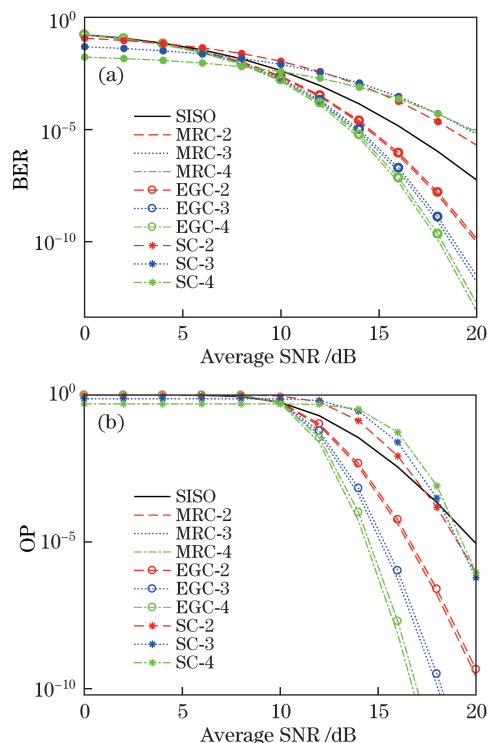 10^0
(a)
10^-5
BER
10^-10
SISO
MRC-2
MRC-3
MRC-4
EGC-2
EGC-3
EGC-4
SC-2
SC-3
SC-4
0 5 10 15 20
Average SNR /dB
10^0
(b)
10^-5
OP
10^-10
SISO
MRC-2
MRC-3
MRC-4
EGC-2
EGC-3
EGC-4
SC-2
SC-3
SC-4
0 5 10 15 20
Average SNR /dB